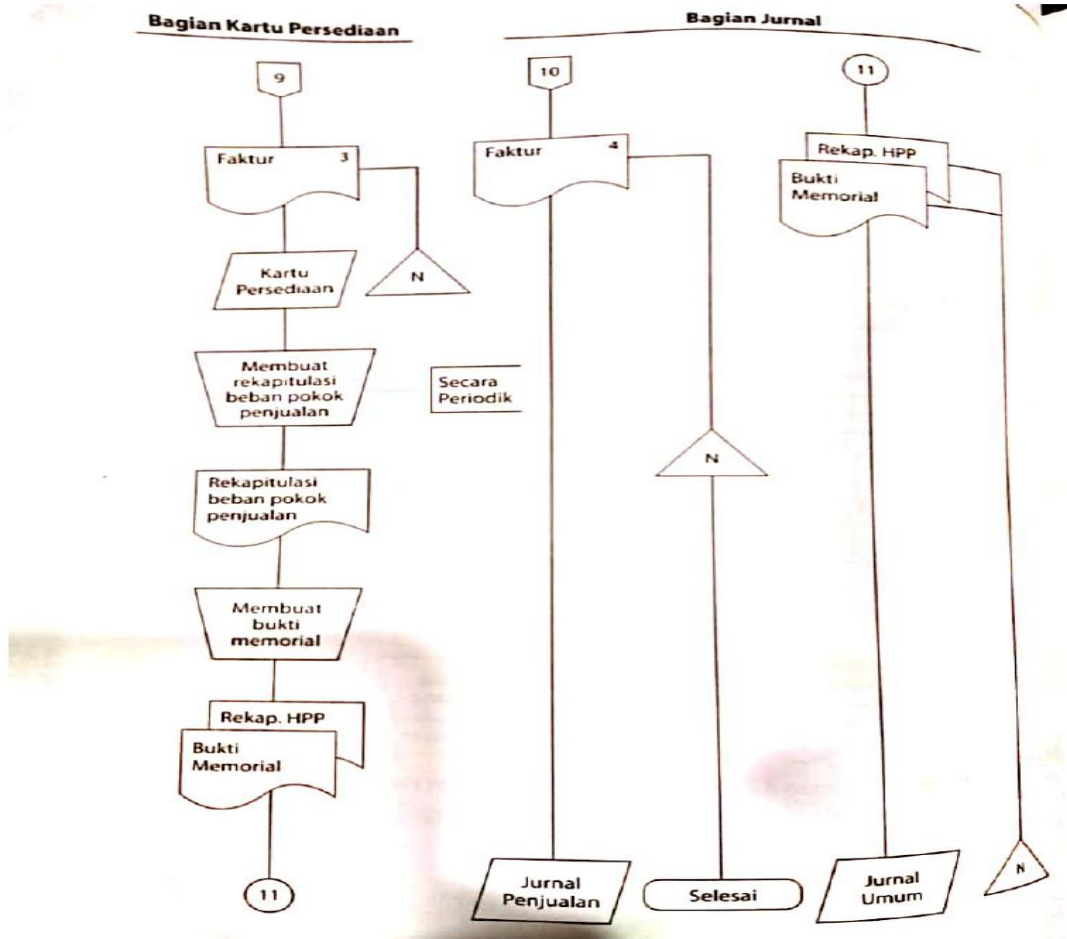 Bagian Kartu Persediaan
9
Faktur 3
N
Kartu
Persediaan
Membuat
rekapitulasi
beban pokok
penjualan
Secara
Periodik
Rekapitulasi
beban pokok
penjualan
Membuat
bukti
memorial
Rekap. HPP
Bukti
Memorial
11
Bagian Jurnal
10
Faktur 4
N
Jurnal
Penjualan
Selesai
11
Rekap. HPP
Bukti
Memorial
Jurnal
Umum
N